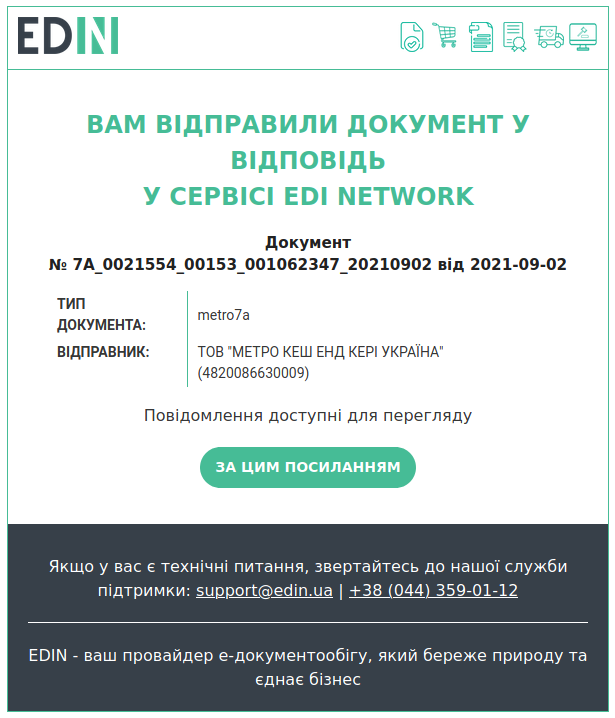 EDIN
ВАМ ВІДПРАВИЛИ ДОКУМЕНТ У
ВІДПОВІДЬ
У СЕРВІСІ EDI NETWORK
Документ
№ 7A_0021554_00153_001062347_20210902 від 2021-09-02
ТИП
ДОКУМЕНТА:
metro7a
ВІДПРАВНИК:
ТОВ "МЕТРО КЕШ ЕНД КЕРІ УКРАЇНА"
(4820086630009)
Повідомлення доступні для перегляду
ЗА ЦИМ ПОСИЛАННЯМ
Якщо у вас є технічні питання, звертайтесь до нашої служби
підтримки: support@edin.ua | +38 (044) 359-01-12
EDIN - ваш провайдер е-документообігу, який береже природу та
єднає бізнес